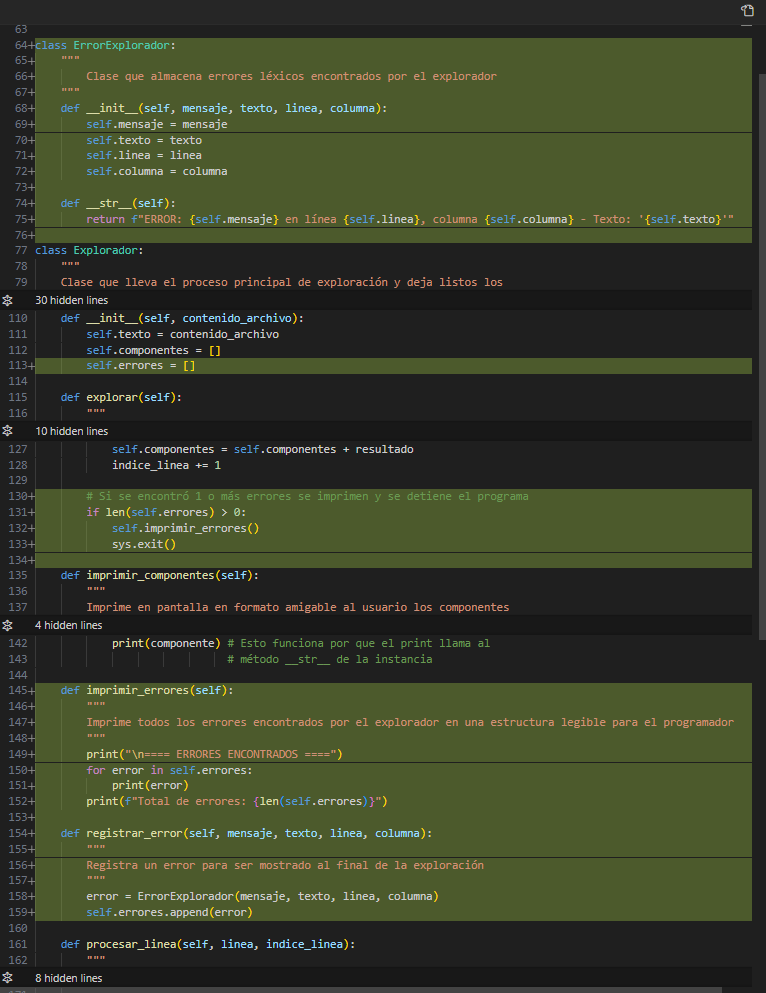 63
64+class ErrorExplorador:
65+    """
66+        Clase que almacena errores léxicos encontrados por el explorador
67+    """
68+    def __init__(self, mensaje, texto, linea, columna):
69+        self.mensaje = mensaje
70+        self.texto = texto
71+        self.linea = linea
72+        self.columna = columna
73+
74+    def __str__(self):
75+        return f"ERROR: {self.mensaje} en línea {self.linea}, columna {self.columna} - Texto: '{self.texto}'"
76+
77 class Explorador:
78     """
79     Clase que lleva el proceso principal de exploración y deja listos los
30 hidden lines
110     def __init__(self, contenido_archivo):
111         self.texto = contenido_archivo
112         self.componentes = []
113+        self.errores = []
114
115     def explorar(self):
116         """
10 hidden lines
127             self.componentes = self.componentes + resultado
128             indice_linea += 1
129
130+        # Si se encontró 1 o más errores se imprimen y se detiene el programa
131+        if len(self.errores) > 0:
132+            self.imprimir_errores()
133+            sys.exit()
134+
135     def imprimir_componentes(self):
136         """
137         Imprime en pantalla en formato amigable al usuario los componentes
4 hidden lines
142             print(componente) # Esto funciona por que el print llama al
143                               # método __str__ de la instancia
144
145+    def imprimir_errores(self):
146+        """
147+        Imprime todos los errores encontrados por el explorador en una estructura legible para el programador
148+        """
149+        print("\n==== ERRORES ENCONTRADOS ====")
150+        for error in self.errores:
151+            print(error)
152+        print(f"Total de errores: {len(self.errores)}")
153+
154+    def registrar_error(self, mensaje, texto, linea, columna):
155+        """
156+        Registra un error para ser mostrado al final de la exploración
157+        """
158+        error = ErrorExplorador(mensaje, texto, linea, columna)
159+        self.errores.append(error)
160
161     def procesar_linea(self, linea, indice_linea):
162         """
8 hidden lines